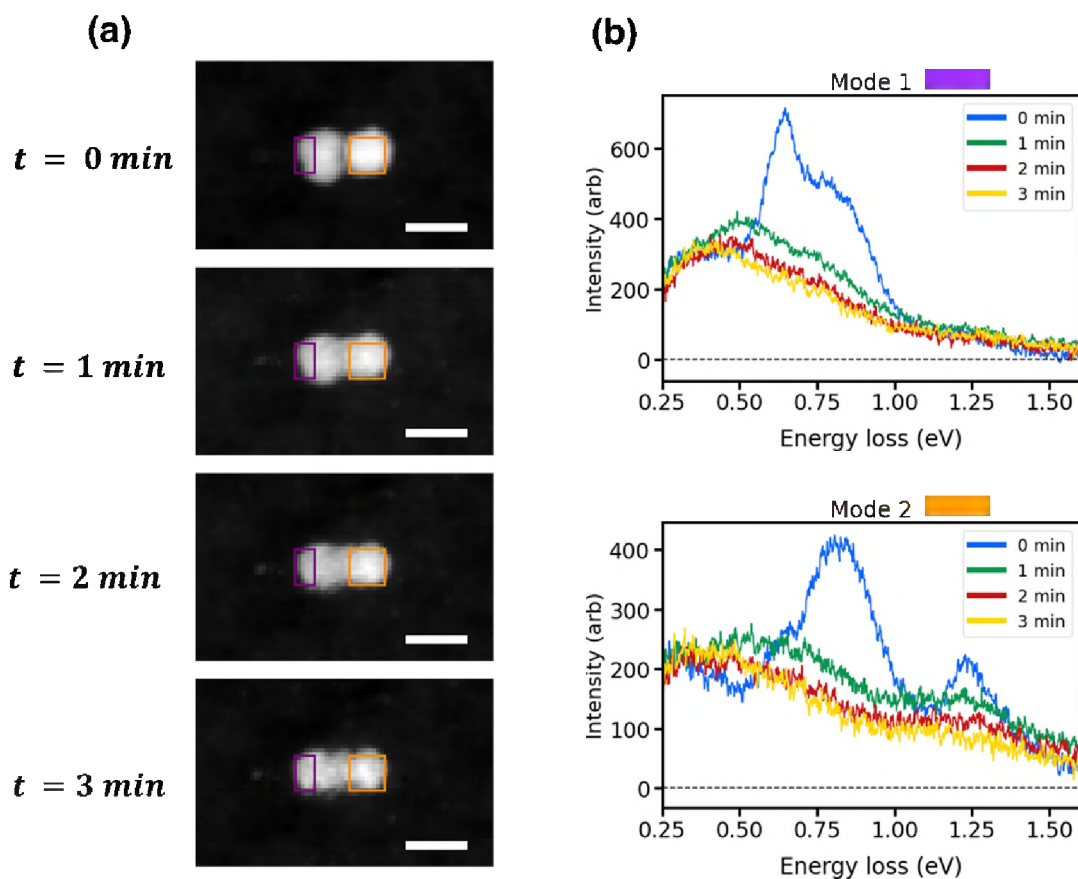 (a)
t = 0 min
t = 1 min
t = 2 min
t = 3 min
(b)
Mode 1
Intensity (arb)
600
400
200
0
0 min
1 min
2 min
3 min
0.25 0.50 0.75 1.00 1.25 1.50
Energy loss (eV)
Mode 2
Intensity (arb)
400
300
200
100
0
0 min
1 min
2 min
3 min
0.25 0.50 0.75 1.00 1.25 1.50
Energy loss (eV)